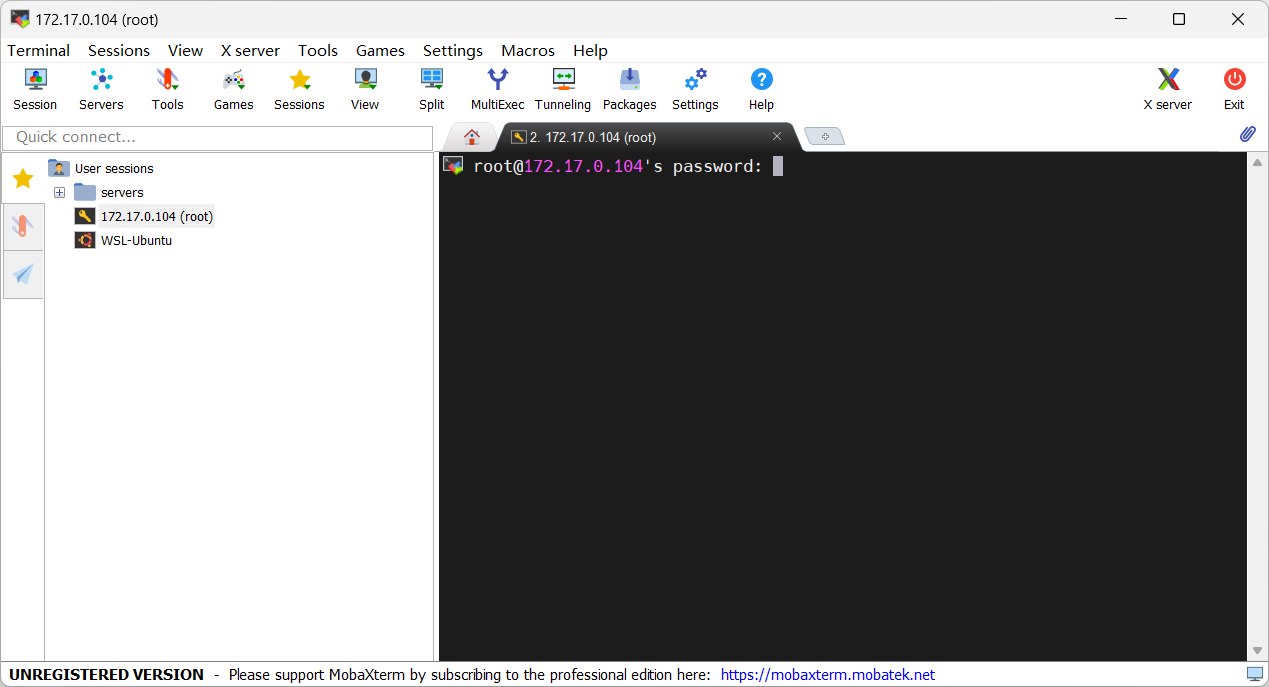 172.17.0.104 (root)
Terminal Sessions View X server Tools Games Settings Macros Help
Session Servers Tools Games Sessions View Split MultiExec Tunneling Packages Settings Help X server Exit
Quick connect...
2. 172.17.0.104 (root)
User sessions
servers
172.17.0.104 (root)
WSL-Ubuntu
root@172.17.0.104's password:
UNREGISTERED VERSION - Please support MobaXterm by subscribing to the professional edition here: https://mobaxterm.mobatek.net